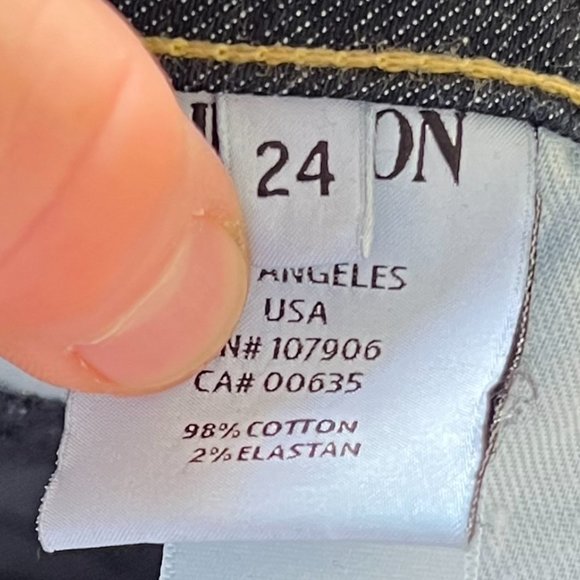 ON
24
ANGELES
USA
N# 107906
CA# 00635
98% COTTON
2% ELASTAN